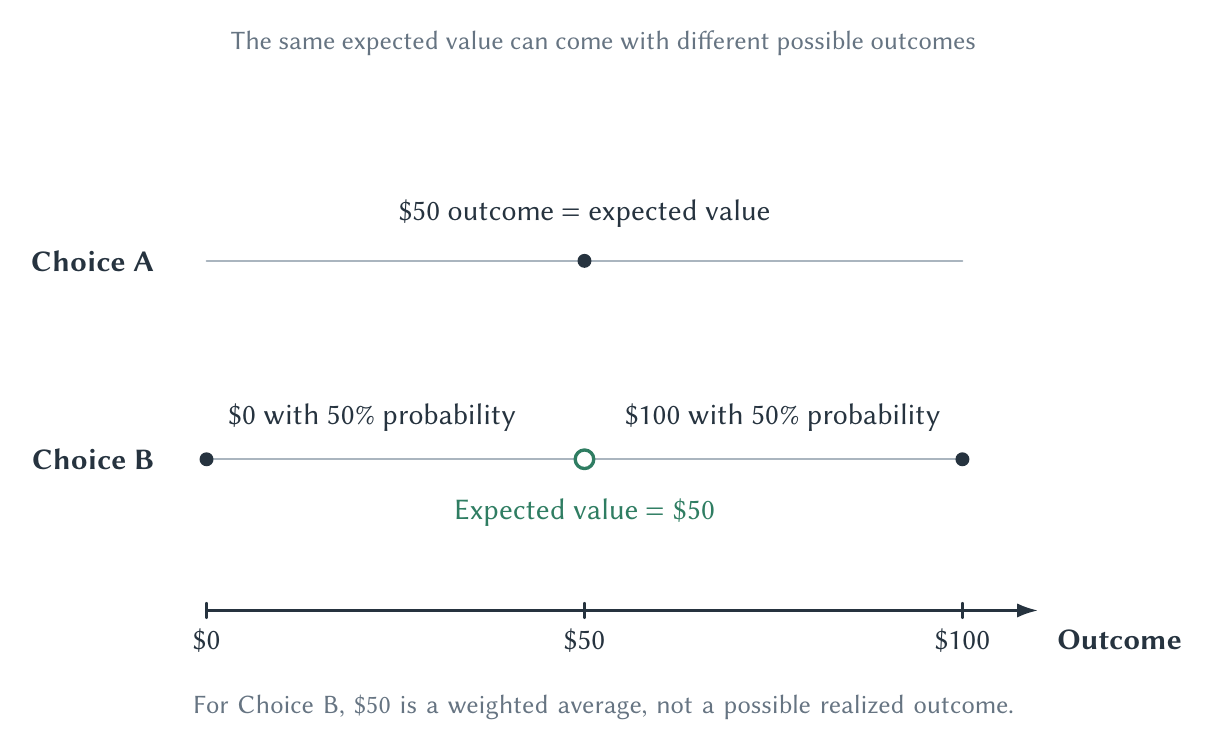 The same expected value can come with different possible outcomes
$50 outcome = expected value
Choice A
$0 with 50% probability
$100 with 50% probability
Choice B
Expected value = $50
$0
$50
$100
Outcome
For Choice B, $50 is a weighted average, not a possible realized outcome.